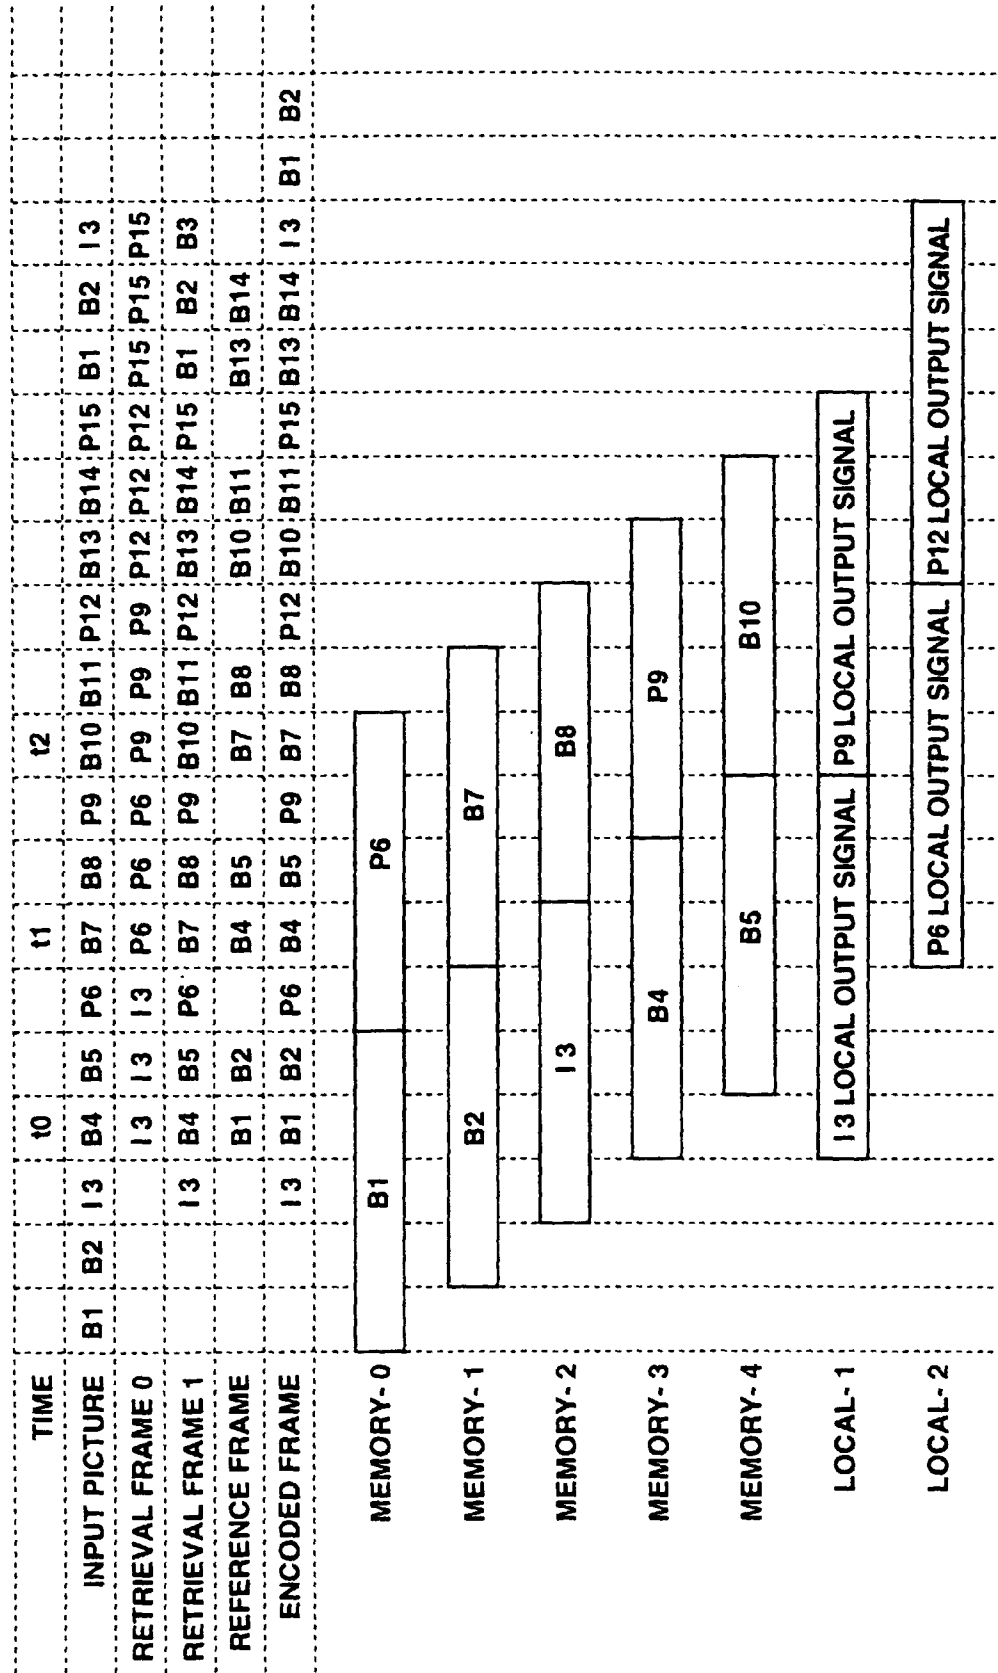 TIME t0 t1 t2
INPUT PICTURE B1 B2 I3 B4 B5 P6 B7 B8 P9 B10 B11 P12 B13 B14 P15 B1 B2 I3
RETRIEVAL FRAME 0 I3 I3 I3 P6 P6 P6 P9 P9 P9 P12 P12 P12 P15 P15 P15
RETRIEVAL FRAME 1 I3 B4 B5 P6 B7 B8 P9 B10 B11 P12 B13 B14 P15 B1 B2 B3
REFERENCE FRAME B1 B2 B4 B5 B7 B8 B10 B11 B13 B14
ENCODED FRAME I3 B1 B2 P6 B4 B5 P9 B7 B8 P12 B10 B11 P15 B13 B14 I3 B1 B2
MEMORY-0 B1 P6
MEMORY-1 B2 B7
MEMORY-2 I3 B8
MEMORY-3 B4 P9
MEMORY-4 B5 B10
LOCAL-1 I3 LOCAL OUTPUT SIGNAL P9 LOCAL OUTPUT SIGNAL
LOCAL-2 P6 LOCAL OUTPUT SIGNAL P12 LOCAL OUTPUT SIGNAL